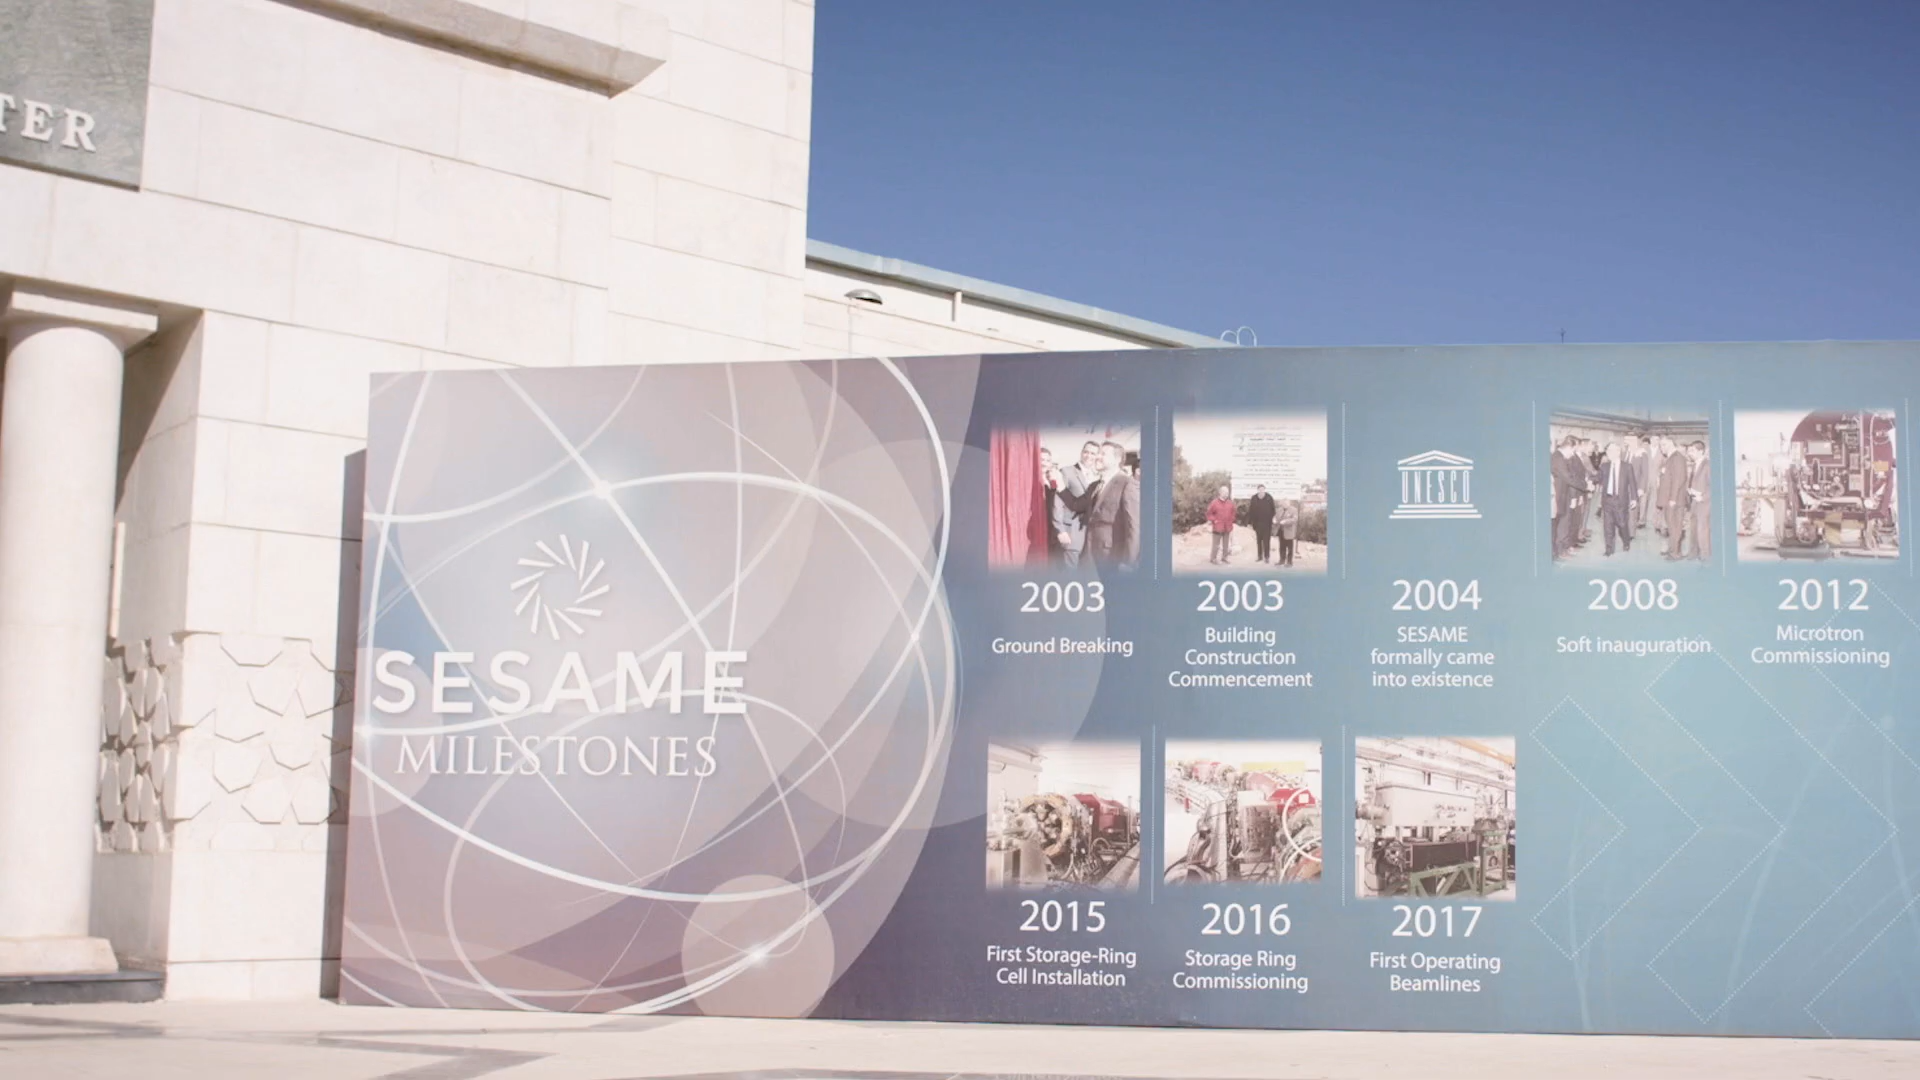 TER
SESAME
MILESTONES
2003
Ground Breaking
2003
Building
Construction
Commencement
UNESCO
2004
SESAME
formally came
into existence
2008
Soft inauguration
2012
Microtron
Commissioning
2015
First Storage-Ring
Cell Installation
2016
Storage Ring
Commissioning
2017
First Operating
Beamlines